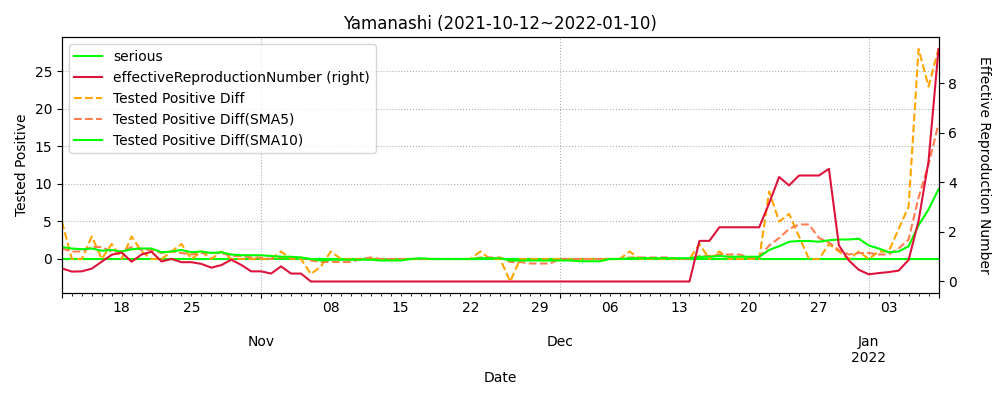 Yamanashi (2021-10-12~2022-01-10)
serious
effectiveReproductionNumber (right)
Tested Positive Diff
Tested Positive Diff(SMA5)
Tested Positive Diff(SMA10)
Tested Positive
25
20
15
10
5
0
Effective Reproduction Number
8
6
4
2
0
18 25 08 15 22 29 06 13 20 27 03
Nov Dec Jan
2022
Date